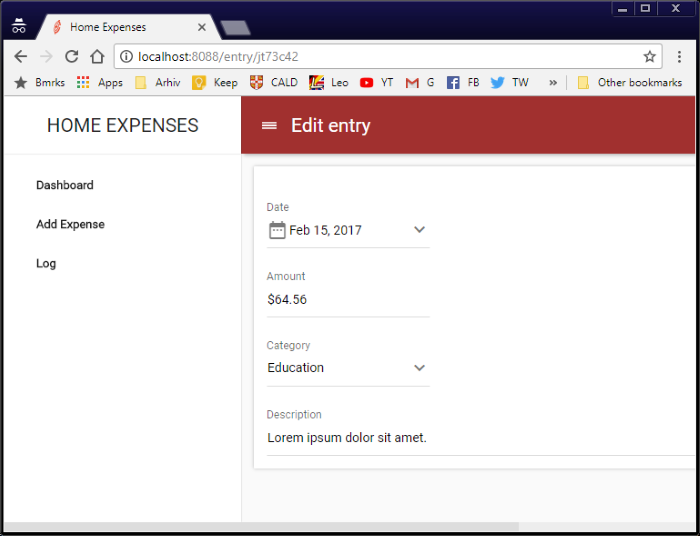 Home Expenses
localhost:8088/entry/jt73c42
Bmrks Apps Arhiv Keep CALD Leo YT G FB TW » Other bookmarks
HOME EXPENSES
Edit entry
Dashboard
Add Expense
Log
Date
Feb 15, 2017
Amount
$64.56
Category
Education
Description
Lorem ipsum dolor sit amet.